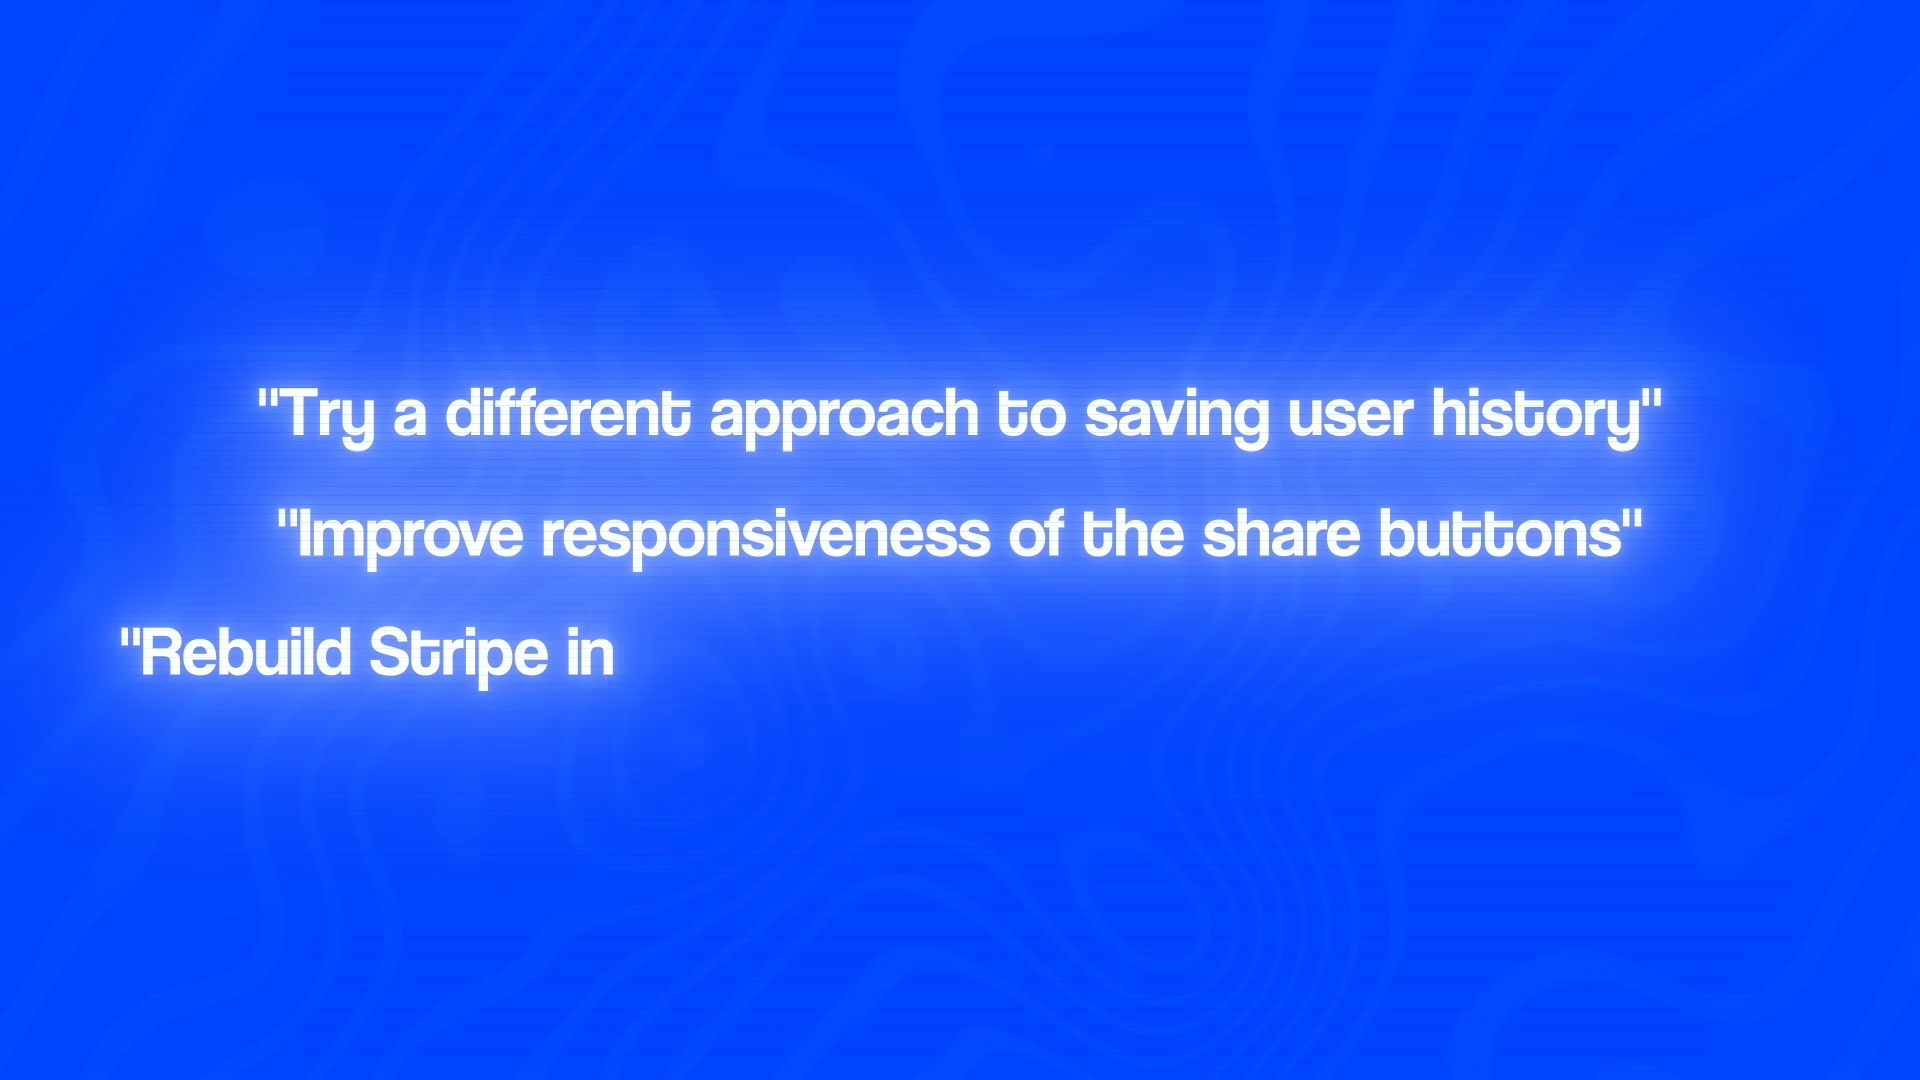 "Try a different approach to saving user history"
"Improve responsiveness of the share buttons"
"Rebuild Stripe in